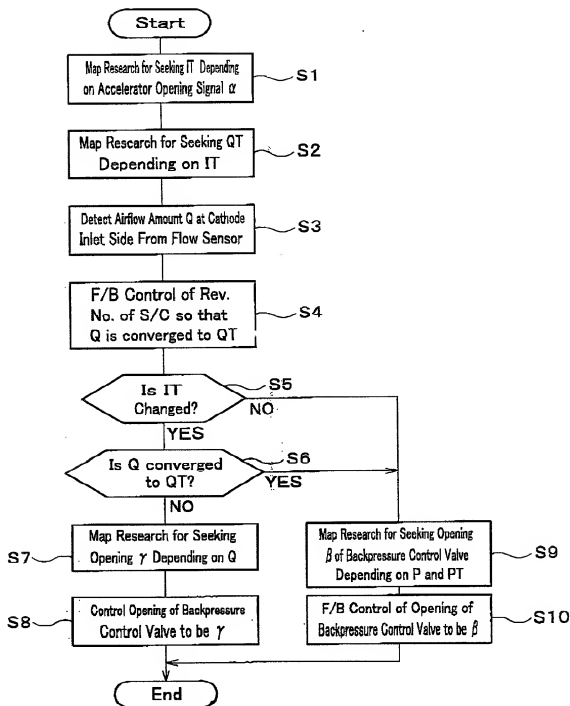 Start
Map Research for Seeking IT Depending
on Accelerator Opening Signal α
S1
Map Research for Seeking QT
Depending on IT
S2
Detect Airflow Amount Q at Cathode
Inlet Side From Flow Sensor
S3
F/B Control of Rev.
No. of S/C so that
Q is converged to QT
S4
Is IT
Changed?
S5
NO
YES
Is Q converged
to QT?
S6
YES
NO
Map Research for Seeking
Opening γ Depending on Q
S7
Control Opening of Backpressure
Control Valve to be γ
S8
Map Research for Seeking Opening
β of Backpressure Control Valve
Depending on P and PT
S9
F/B Control of Opening of
Backpressure Control Valve to be β
S10
End